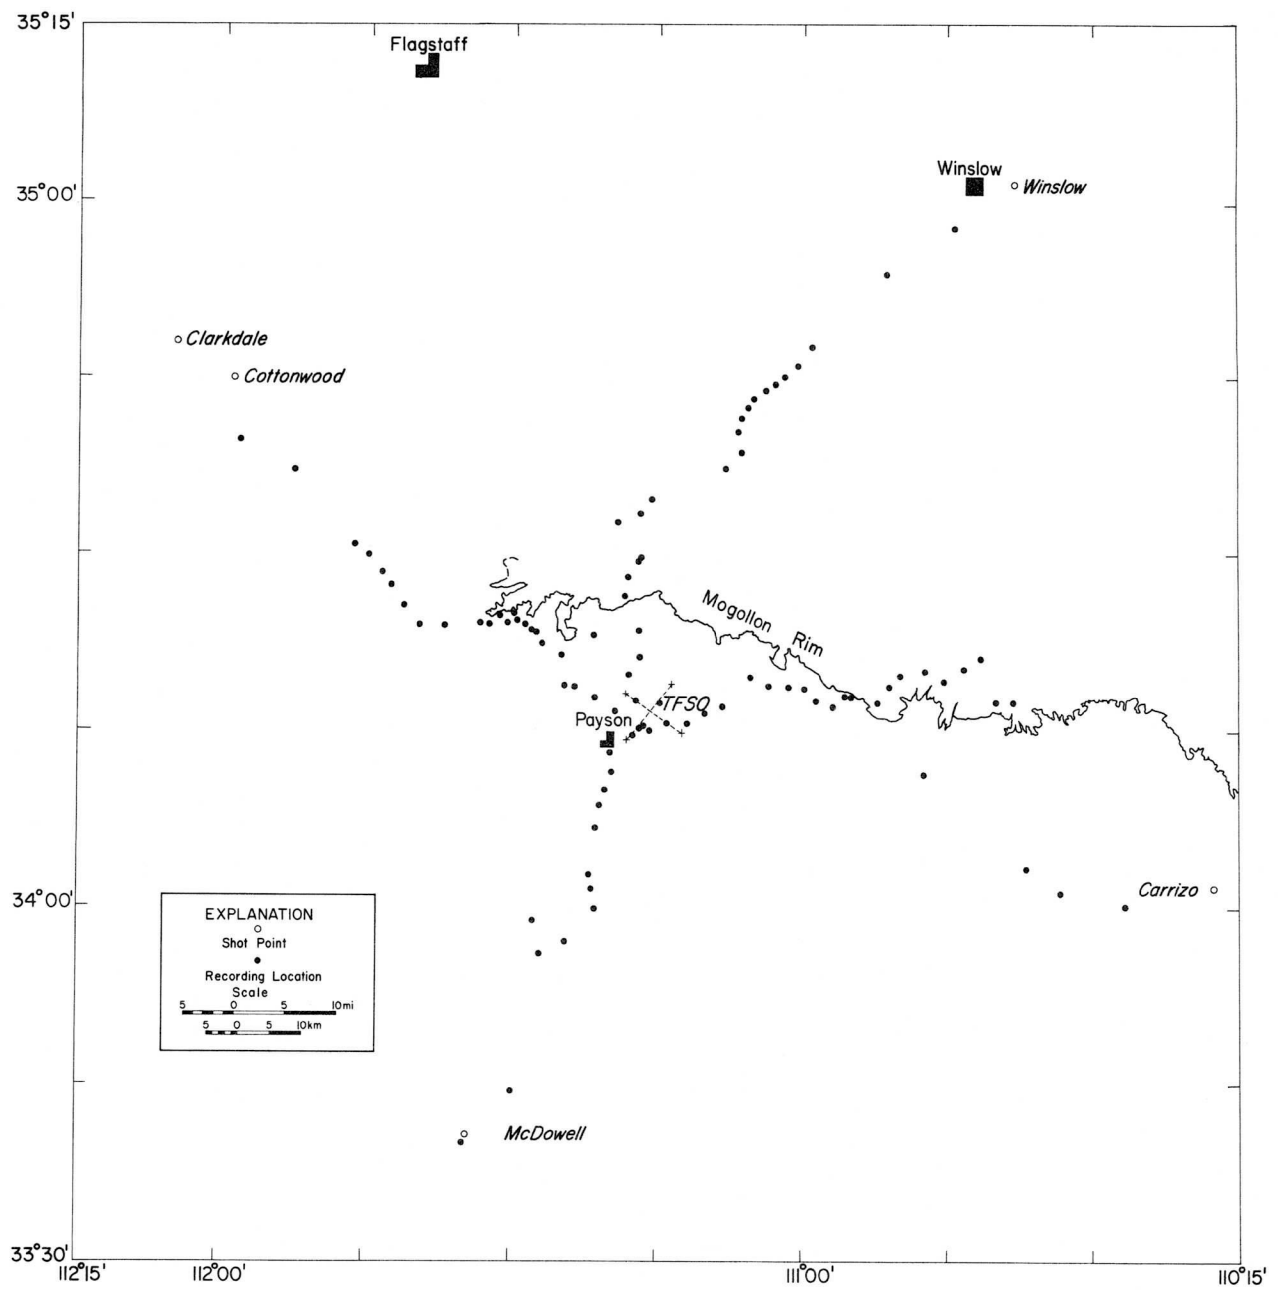 35°15'
Flagstaff
Winslow
Winslow
35°00'
Clarkdale
Cottonwood
Mogollon Rim
TFSO
Payson
34°00'
Carrizo
EXPLANATION
Shot Point
Recording Location
Scale
5 0 5 10mi
5 0 5 10km
McDowell
33°30'
112°15' 112°00' 111°00' 110°15'